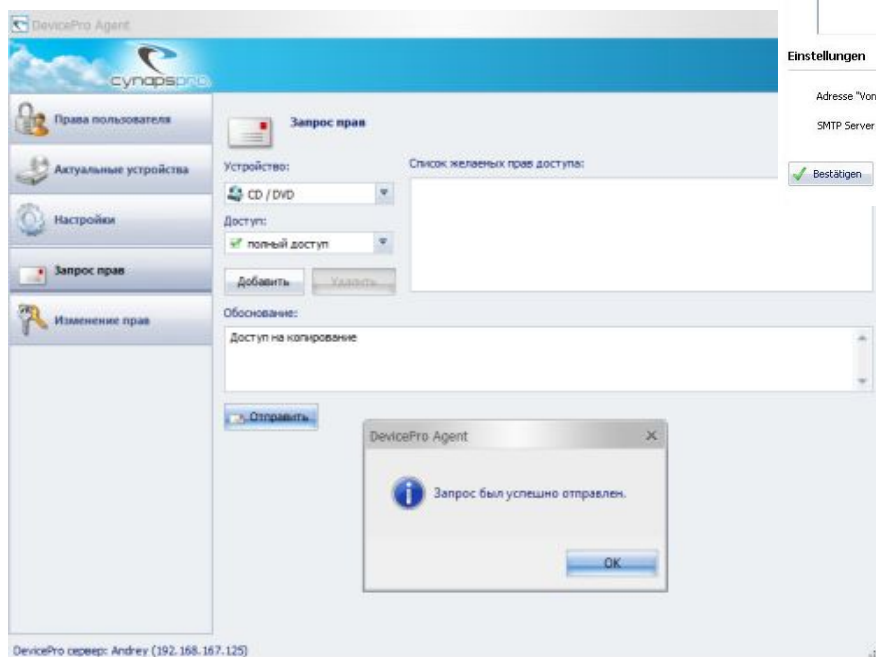 DevicePro Agent
cynapspro
Права пользователя
Актуальные устройства
Настройки
Запрос прав
Изменение прав
Запрос прав
Устройство:
CD / DVD
Доступ:
полный доступ
Добавить
Удалить
Список желаемых прав доступа:
Обоснование:
Доступ на копирование
Отправить
DevicePro Agent
Запрос был успешно отправлен.
OK
DevicePro сервер: Andrey (192.168.167.125)
Einstellungen
Adresse "Von
SMTP Server
Bestätigen